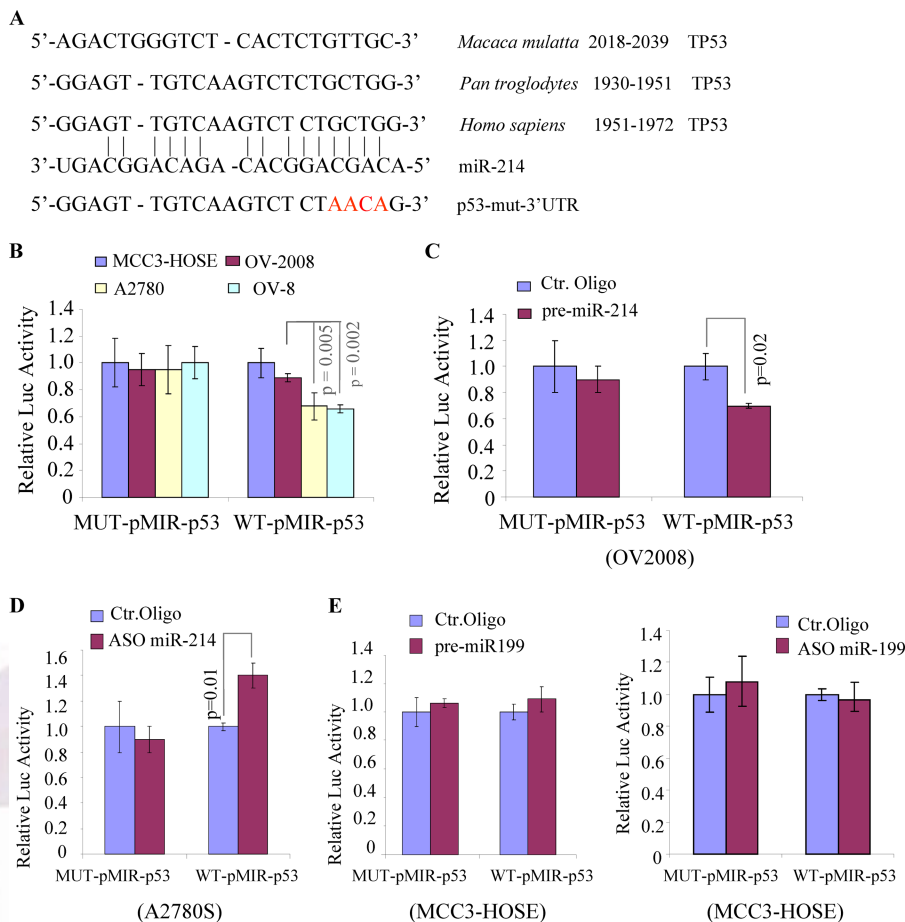 A
5'-AGACTGGGTCT - CACTCTGTTGC-3' Macaca mulatta 2018-2039 TP53
5'-GGAGT - TGTCAAGTCTCTGCTGG-3' Pan troglodytes 1930-1951 TP53
5'-GGAGT - TGTCAAGTCT CTGCTGG-3' Homo sapiens 1951-1972 TP53
3'-UGACGGACAGA -CACGGACGACA-5' miR-214
5'-GGAGT - TGTCAAGTCT CTAACAG-3' p53-mut-3'UTR
B
MCC3-HOSE OV-2008
A2780 OV-8
Relative Luc Activity
1.4
1.2
1.0
0.8
0.6
0.4
0.2
0
p = 0.005
p = 0.002
MUT-pMIR-p53 WT-pMIR-p53
C
Ctr. Oligo
pre-miR-214
Relative Luc Activity
1.4
1.2
1.0
0.8
0.6
0.4
0.2
0
p=0.02
MUT-pMIR-p53 WT-pMIR-p53
(OV2008)
D
Ctr.Oligo
ASO miR-214
Relative Luc Activity
1.6
1.4
1.2
1.0
0.8
0.6
0.4
0.2
0
p=0.01
MUT-pMIR-p53 WT-pMIR-p53
(A2780S)
E
Ctr.Oligo
pre-miR199
Relative Luc Activity
1.4
1.2
1.0
0.8
0.6
0.4
0.2
0
MUT-pMIR-p53 WT-pMIR-p53
(MCC3-HOSE)
Ctr.Oligo
ASO miR-199
Relative Luc Activity
1.4
1.2
1.0
0.8
0.6
0.4
0.2
0
MUT-pMIR-p53 WT-pMIR-p53
(MCC3-HOSE)